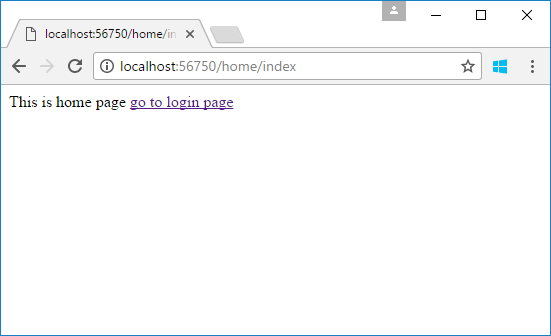 localhost:56750/home/in
localhost:56750/home/index
This is home page go to login page